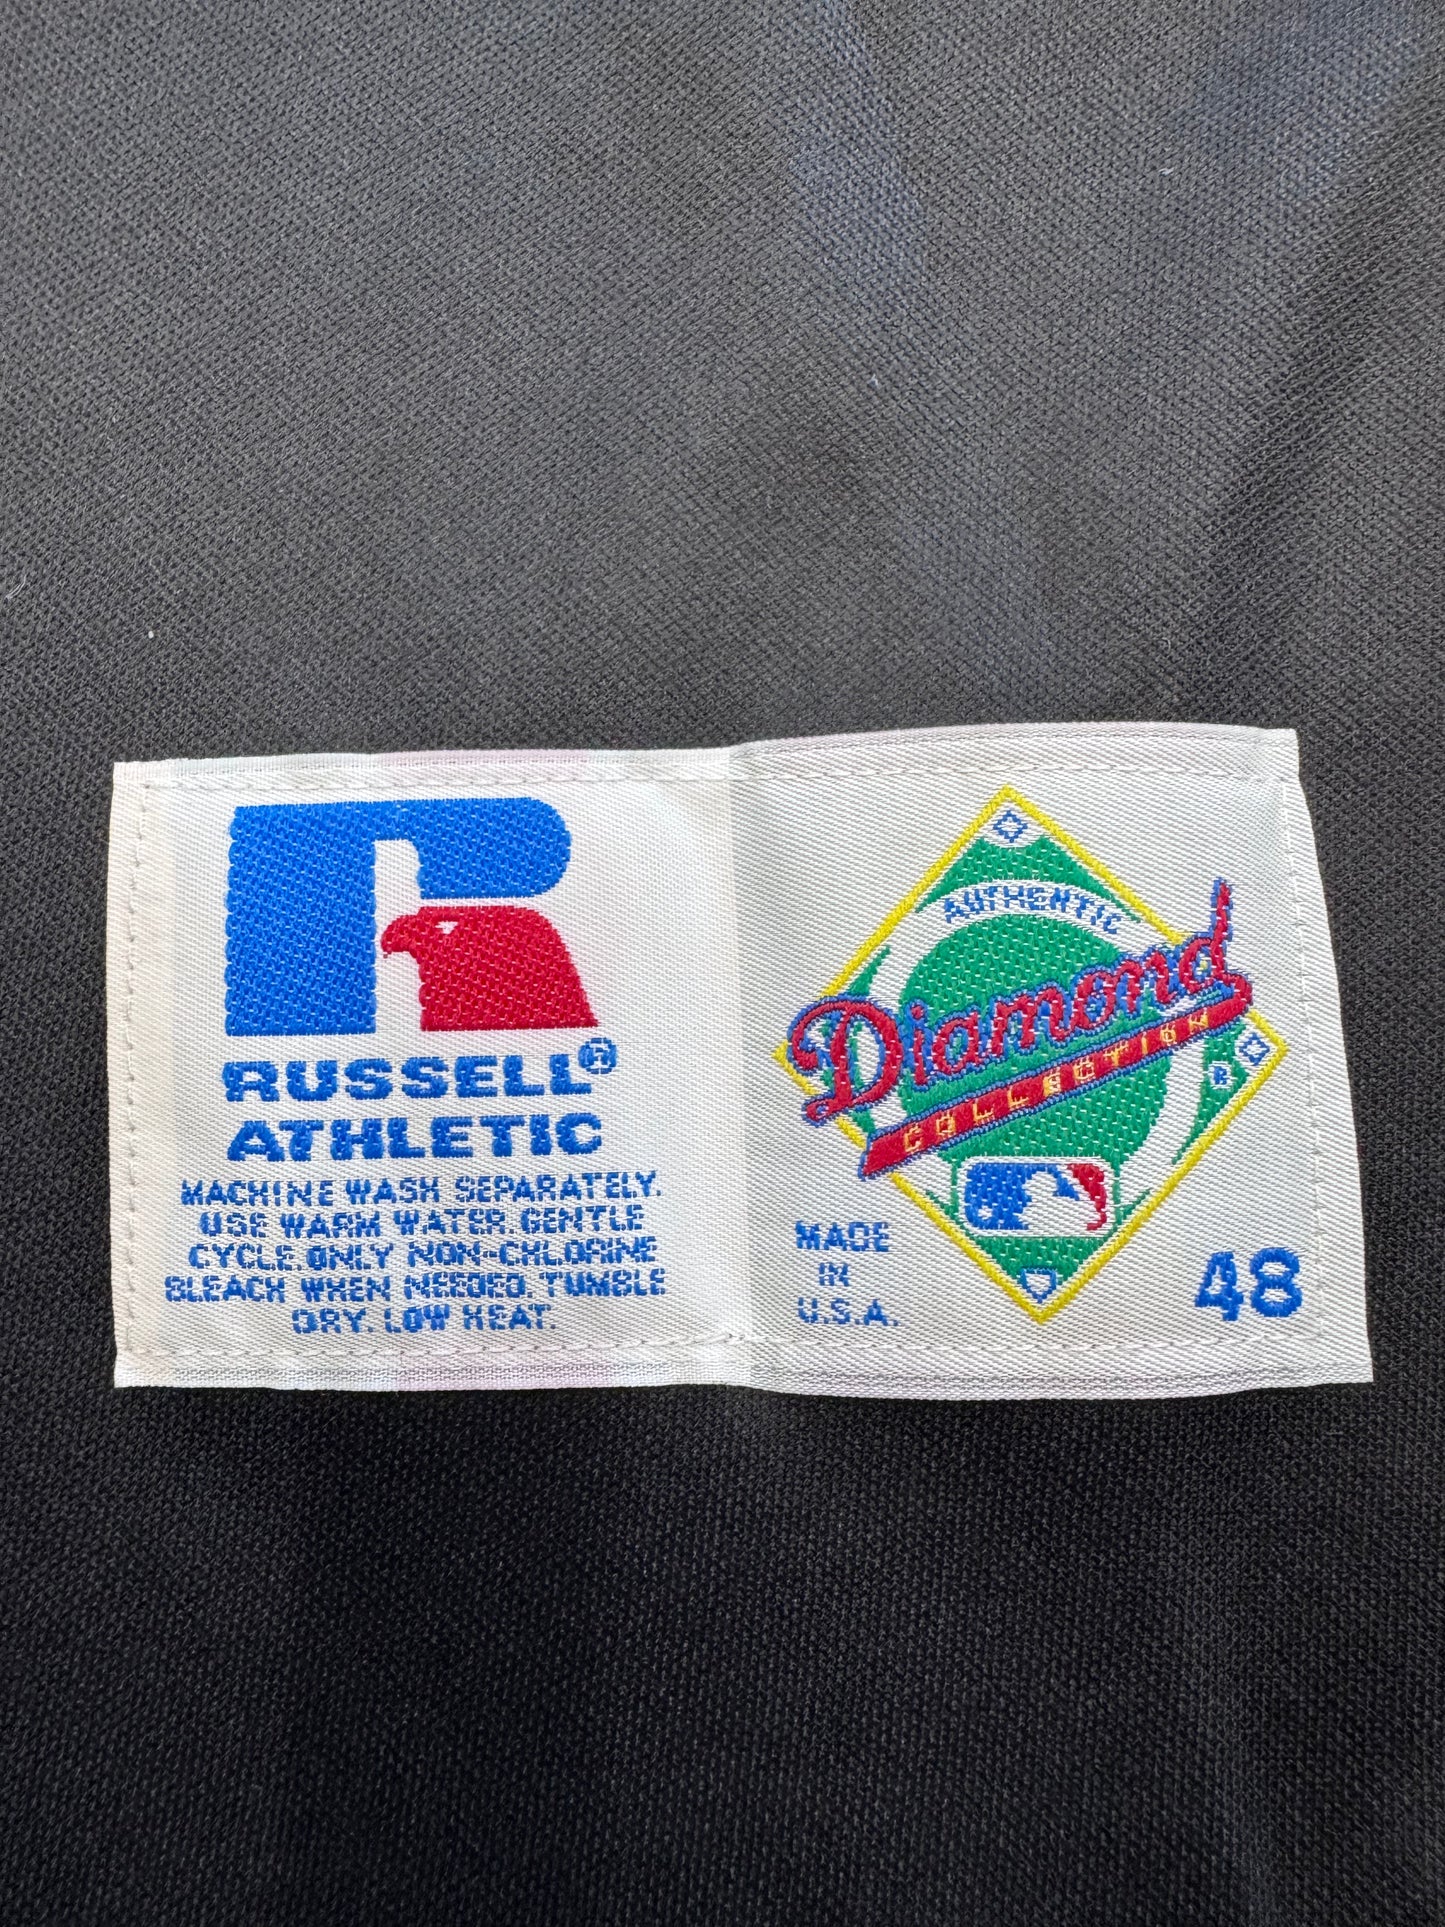 RUSSELL®
ATHLETIC
MACHINE WASH SEPARATELY.
USE WARM WATER. GENTLE
CYCLE. ONLY NON-CHLORINE
BLEACH WHEN NEEDED. TUMBLE
DRY. LOW HEAT.
AUTHENTIC
Diamond
COLLECTION
MADE
IN
U.S.A.
48